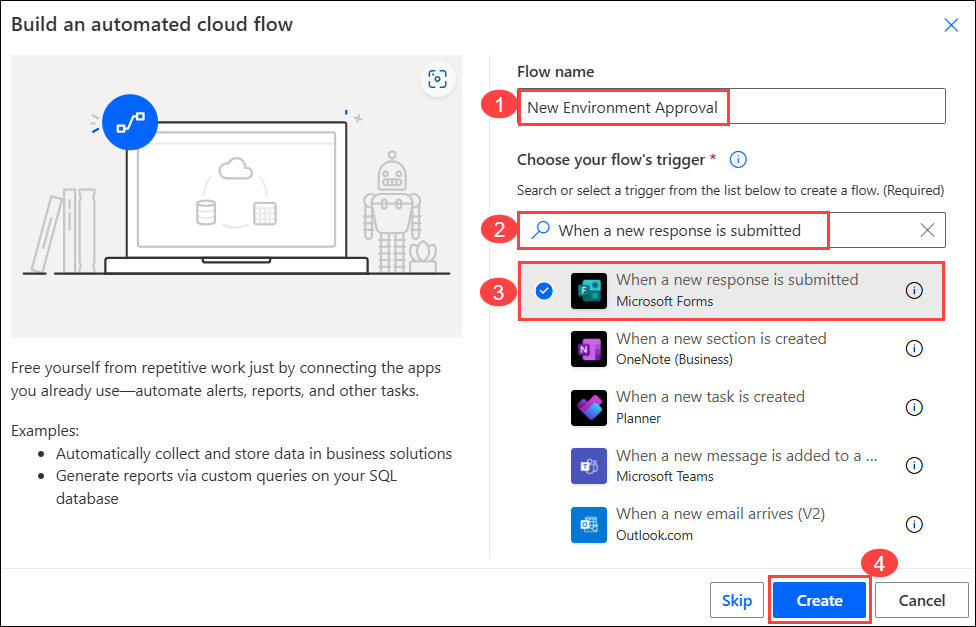 Build an automated cloud flow
Free yourself from repetitive work just by connecting the apps
you already use—automate alerts, reports, and other tasks.
Examples:
• Automatically collect and store data in business solutions
• Generate reports via custom queries on your SQL
database
Flow name
1
New Environment Approval
Choose your flow's trigger *
Search or select a trigger from the list below to create a flow. (Required)
2
When a new response is submitted
3
When a new response is submitted
Microsoft Forms
When a new section is created
OneNote (Business)
When a new task is created
Planner
When a new message is added to a ...
Microsoft Teams
When a new email arrives (V2)
Outlook.com
4
Skip
Create
Cancel